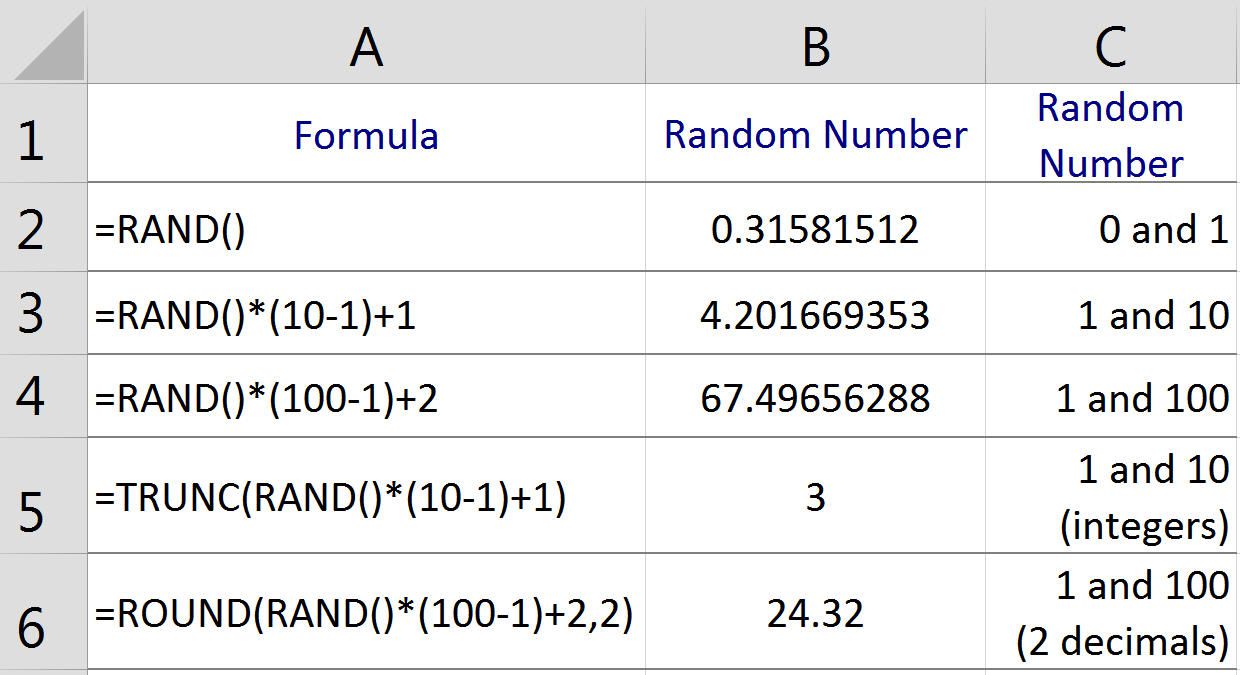 A B C
1 Formula Random Number Random
Number
2 =RAND() 0.31581512 0 and 1
3 =RAND()*(10-1)+1 4.201669353 1 and 10
4 =RAND()*(100-1)+2 67.49656288 1 and 100
5 =TRUNC(RAND()*(10-1)+1) 3 1 and 10
(integers)
6 =ROUND(RAND()*(100-1)+2,2) 24.32 1 and 100
(2 decimals)